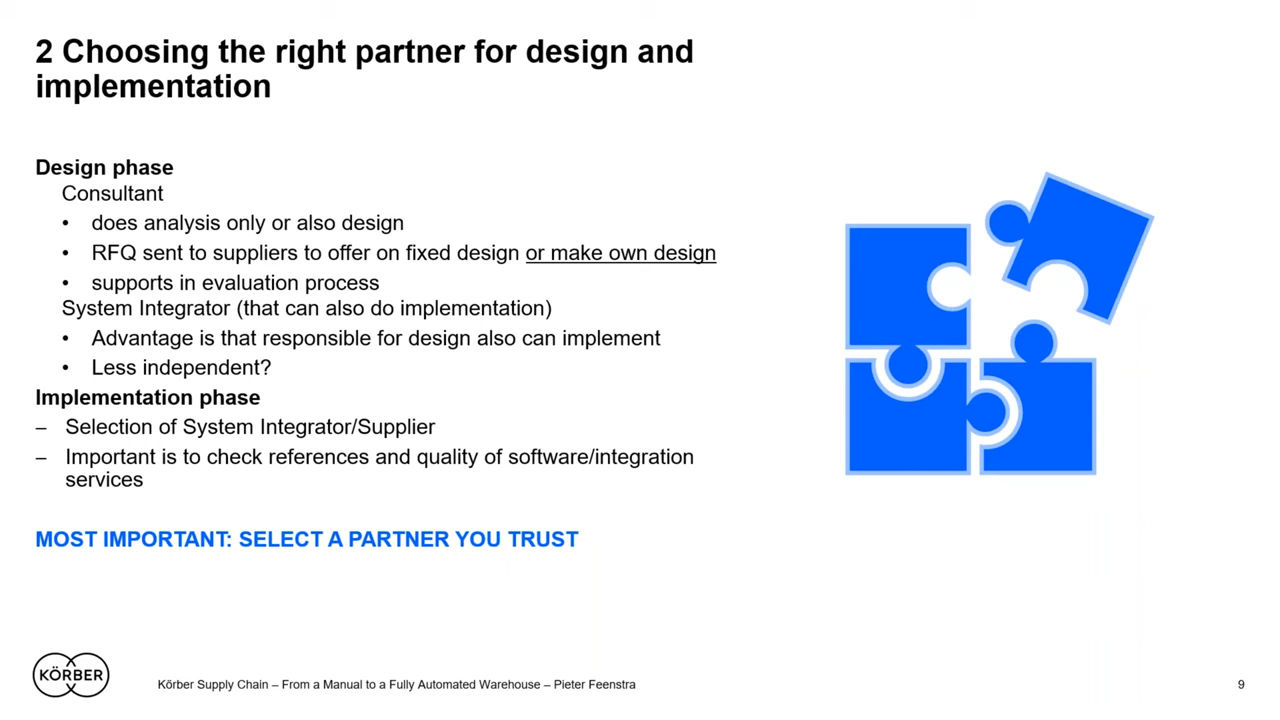 2 Choosing the right partner for design and
implementation
Design phase
Consultant
• does analysis only or also design
• RFQ sent to suppliers to offer on fixed design or make own design
• supports in evaluation process
System Integrator (that can also do implementation)
• Advantage is that responsible for design also can implement
• Less independent?
Implementation phase
– Selection of System Integrator/Supplier
– Important is to check references and quality of software/integration
services
MOST IMPORTANT: SELECT A PARTNER YOU TRUST
KÖRBER
Körber Supply Chain – From a Manual to a Fully Automated Warehouse – Pieter Feenstra
9